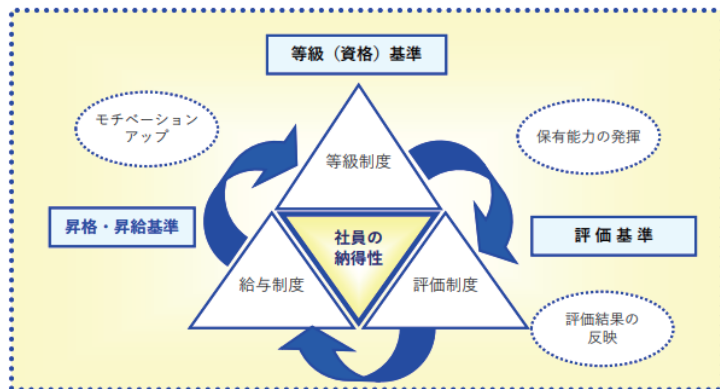 等級（資格）基準
モチベーション
アップ
保有能力の発揮
等級制度
昇格・昇給基準
社員の
納得性
評 価 基 準
給与制度
評価制度
評価結果の
反映